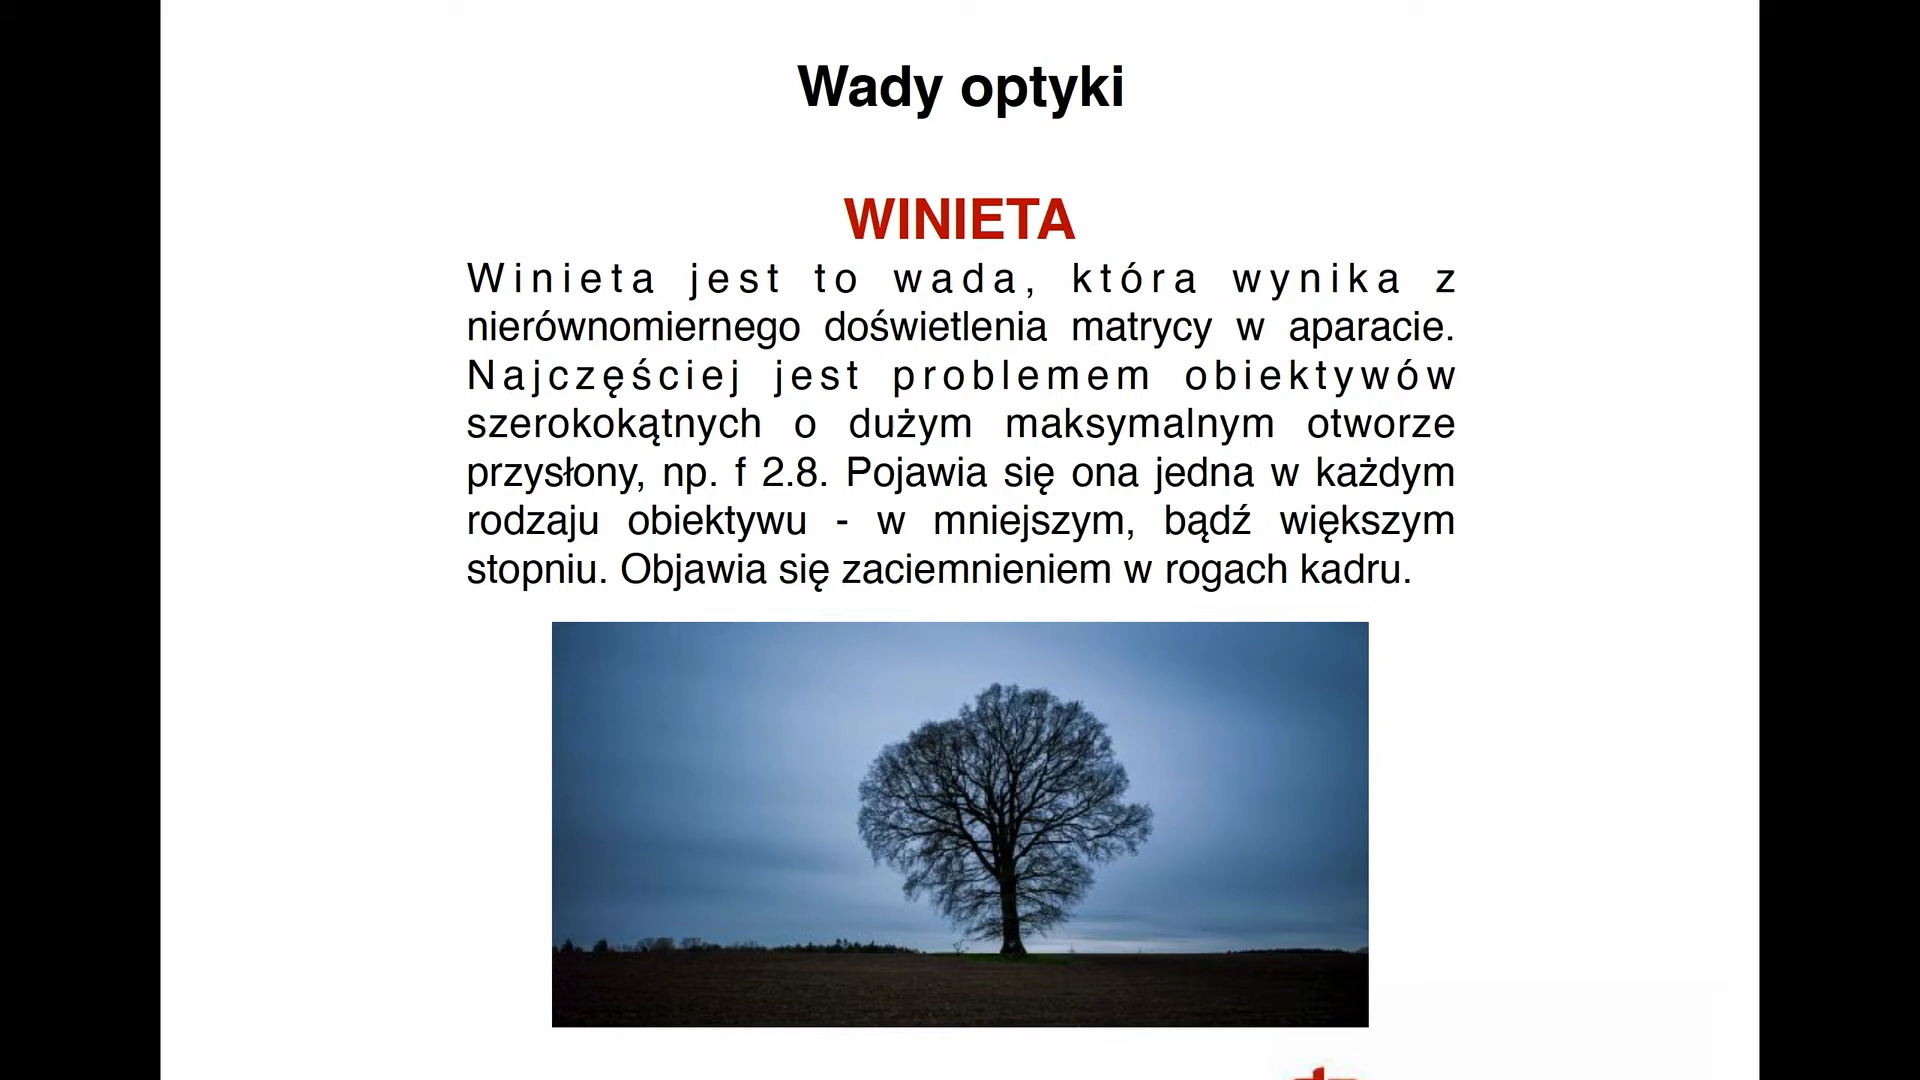 Wady optyki
WINIETA
Winieta jest to wada, która wynika z
nierównomiernego doświetlenia matrycy w aparacie.
Najczęściej jest problemem obiektywów
szerokokątnych o dużym maksymalnym otworze
przysłony, np. f 2.8. Pojawia się ona jedna w każdym
rodzaju obiektywu - w mniejszym, bądź większym
stopniu. Objawia się zaciemnieniem w rogach kadru.